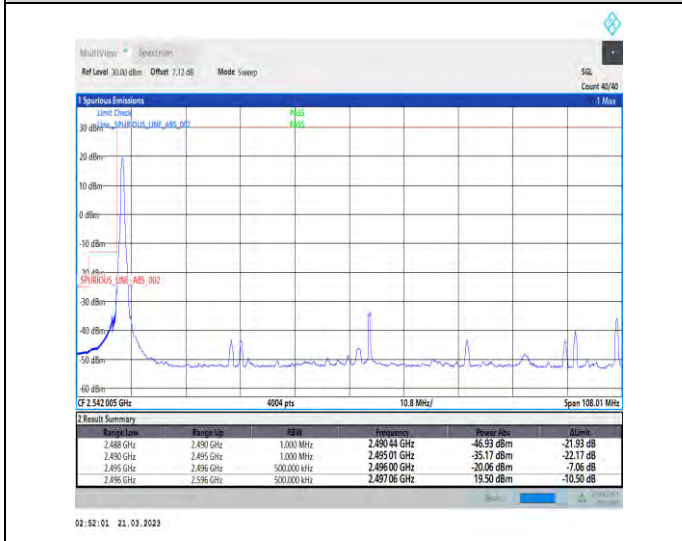 MultiView Spectrum
Ref Level 30.00 dBm Offset 7.12 dB Mode Sweep SGL
Count 40/40
1 Spurious Emissions 1 Max
Limit Check PASS
30 dBm Line _SPURIOUS_LINE_ABS_002 PASS
20 dBm
10 dBm
0 dBm
-10 dBm
-20 dBm
SPURIOUS_LINE_ABS_002
-30 dBm
-40 dBm
-50 dBm
-60 dBm
CF 2.542 005 GHz 4004 pts 10.8 MHz/ Span 108.01 MHz
2 Result Summary
Range Low Range Up RBW Frequency Power Abs ΔLimit
2.488 GHz 2.490 GHz 1.000 MHz 2.490 44 GHz -46.93 dBm -21.93 dB
2.490 GHz 2.495 GHz 1.000 MHz 2.495 01 GHz -35.17 dBm -22.17 dB
2.495 GHz 2.496 GHz 500.000 kHz 2.496 00 GHz -20.06 dBm -7.06 dB
2.496 GHz 2.596 GHz 500.000 kHz 2.497 06 GHz 19.50 dBm -10.50 dB
02:52:01 21.03.2023